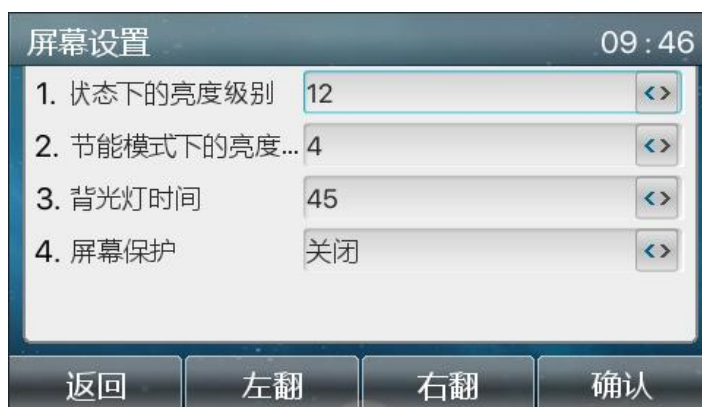 屏幕设置 09:46
1. 状态下的亮度级别 12
2. 节能模式下的亮度... 4
3. 背光灯时间 45
4. 屏幕保护 关闭
返回 左翻 右翻 确认